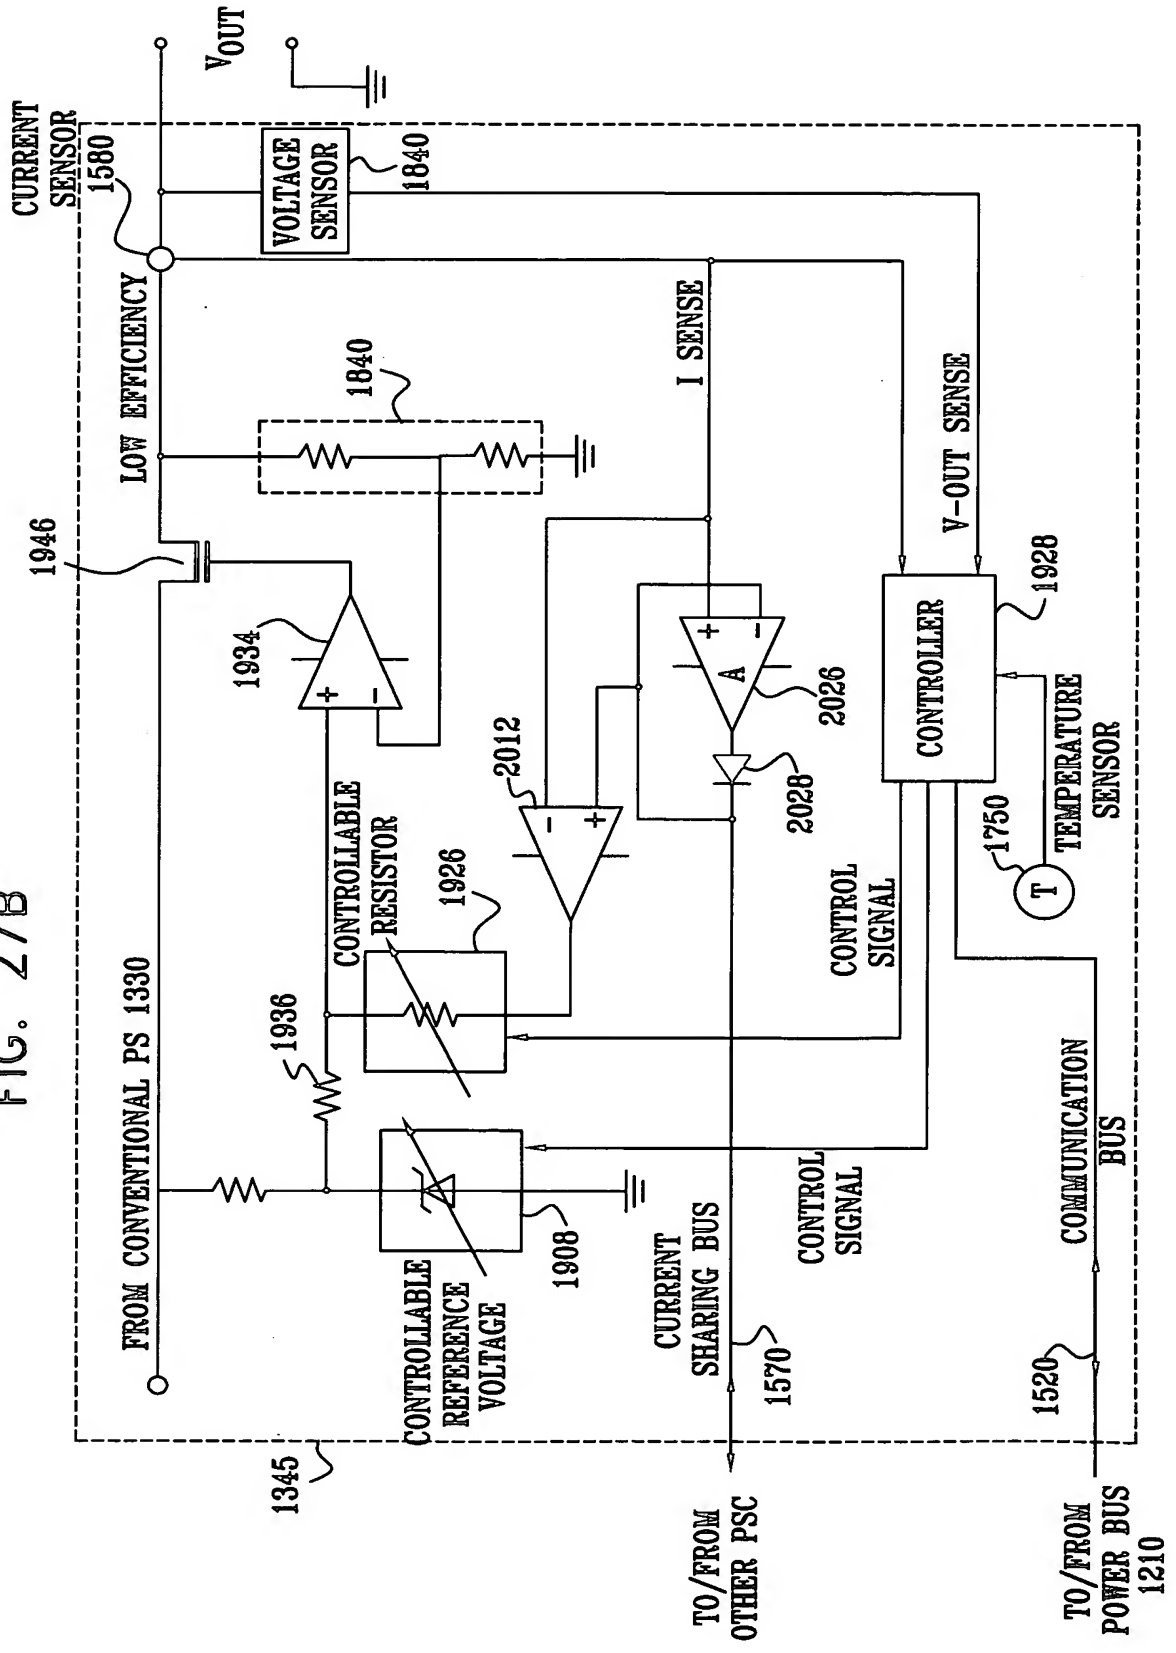 FIG. 27B
FROM CONVENTIONAL PS 1330
1946
LOW EFFICIENCY
CURRENT
SENSOR
1580
VOUT
VOLTAGE
SENSOR
1840
1840
1934
+
-
1936
CONTROLLABLE
RESISTOR
1926
2012
-
+
CONTROLLABLE
REFERENCE
VOLTAGE
1908
I SENSE
+
-
A
2026
2028
CURRENT
SHARING BUS
1570
1345
TO/FROM
OTHER PSC
CONTROL
SIGNAL
CONTROL
SIGNAL
CONTROLLER
1928
V-OUT SENSE
T
1750
TEMPERATURE
SENSOR
COMMUNICATION
BUS
1520
TO/FROM
POWER BUS
1210